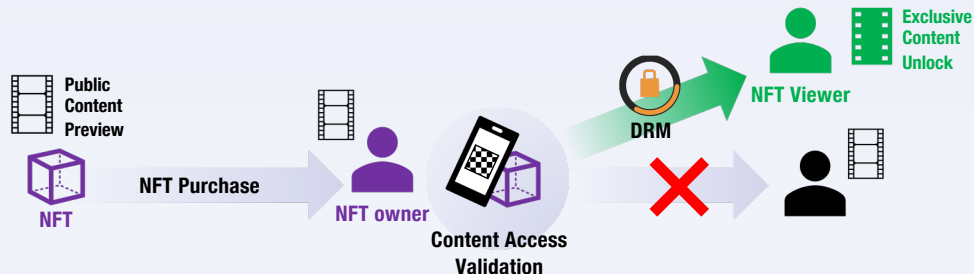 Public
Content
Preview
NFT
NFT Purchase
NFT owner
Content Access
Validation
DRM
NFT Viewer
Exclusive
Content
Unlock